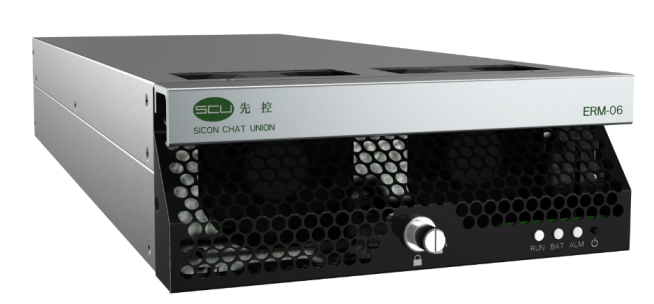 SCU 先 控
SICON CHAT UNION
ERM-06
RUN BAT ALM